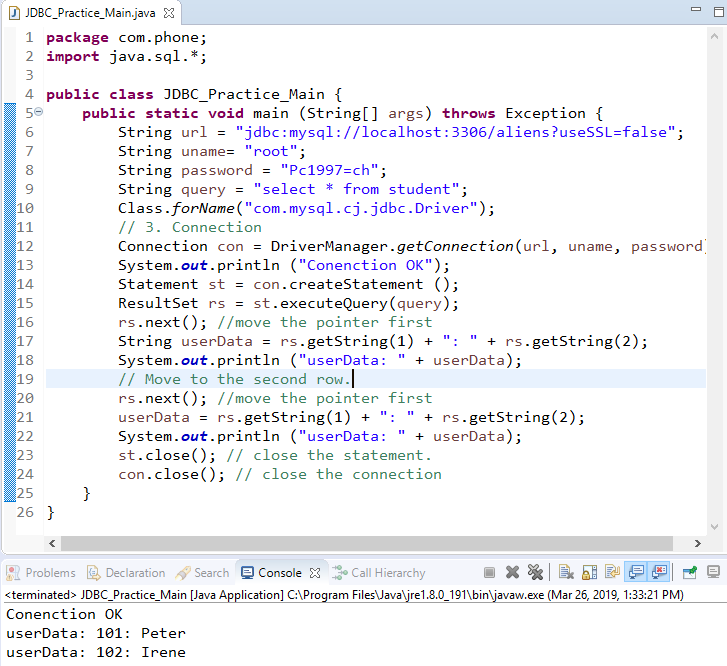 JDBC_Practice_Main.java
1 package com.phone;
2 import java.sql.*;
3
4 public class JDBC_Practice_Main {
5 public static void main (String[] args) throws Exception {
6 String url = "jdbc:mysql://localhost:3306/aliens?useSSL=false";
7 String uname= "root";
8 String password = "Pc1997=ch";
9 String query = "select * from student";
10 Class.forName("com.mysql.cj.jdbc.Driver");
11 // 3. Connection
12 Connection con = DriverManager.getConnection(url, uname, password)
13 System.out.println ("Conenction OK");
14 Statement st = con.createStatement ();
15 ResultSet rs = st.executeQuery(query);
16 rs.next(); //move the pointer first
17 String userData = rs.getString(1) + ": " + rs.getString(2);
18 System.out.println ("userData: " + userData);
19 // Move to the second row.
20 rs.next(); //move the pointer first
21 userData = rs.getString(1) + ": " + rs.getString(2);
22 System.out.println ("userData: " + userData);
23 st.close(); // close the statement.
24 con.close(); // close the connection
25 }
26 }
Problems Declaration Search Console Call Hierarchy
<terminated> JDBC_Practice_Main [Java Application] C:\Program Files\Java\jre1.8.0_191\bin\javaw.exe (Mar 26, 2019, 1:33:21 PM)
Conenction OK
userData: 101: Peter
userData: 102: Irene